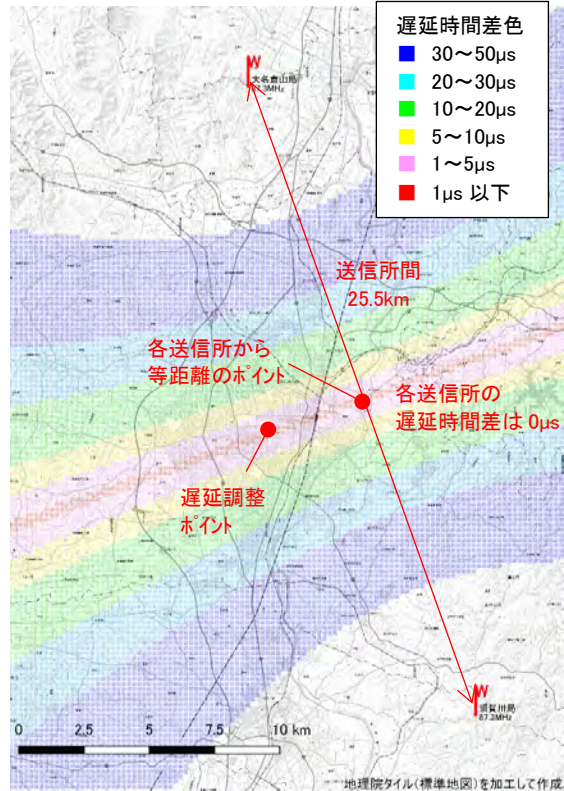 遅延時間差色
30～50μs
20～30μs
10～20μs
5～10μs
1～5μs
1μs 以下
W
大名倉山局
87.3MHz
送信所間
25.5km
各送信所から
等距離のポイント
各送信所の
遅延時間差は 0μs
遅延調整
ポイント
W
須賀川局
87.2MHz
0 2.5 5 7.5 10 km
地理院タイル(標準地図)を加工して作成